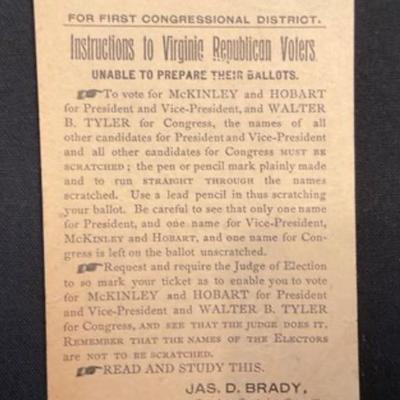 FOR FIRST CONGRESSIONAL DISTRICT.
Instructions to Virginia Republican Voters
UNABLE TO PREPARE THEIR BALLOTS.
☛To vote for MCKINLEY and HOBART
for President and Vice-President, and WALTER
B. TYLER for Congress, the names of all
other candidates for President and Vice-President
and all other candidates for Congress MUST BE
SCRATCHED; the pen or pencil mark plainly made
and to run STRAIGHT THROUGH the names
scratched. Use a lead pencil in thus scratching
your ballot. Be careful to see that only one name
for President, and one name for Vice President,
MCKINLEY and HOBART, and one name for Con-
gress is left on the ballot unscratched.
☛Request and require the Judge of Election
to so mark your ticket as to enable you to vote
for MCKINLEY and HOBART for President
and Vice-President and WALTER B. TYLER
for Congress, AND SEE THAT THE JUDGE DOES IT.
REMEMBER THAT THE NAMES OF THE ELECTORS
ARE NOT TO BE SCRATCHED.
☛READ AND STUDY THIS.
JAS. D. BRADY,